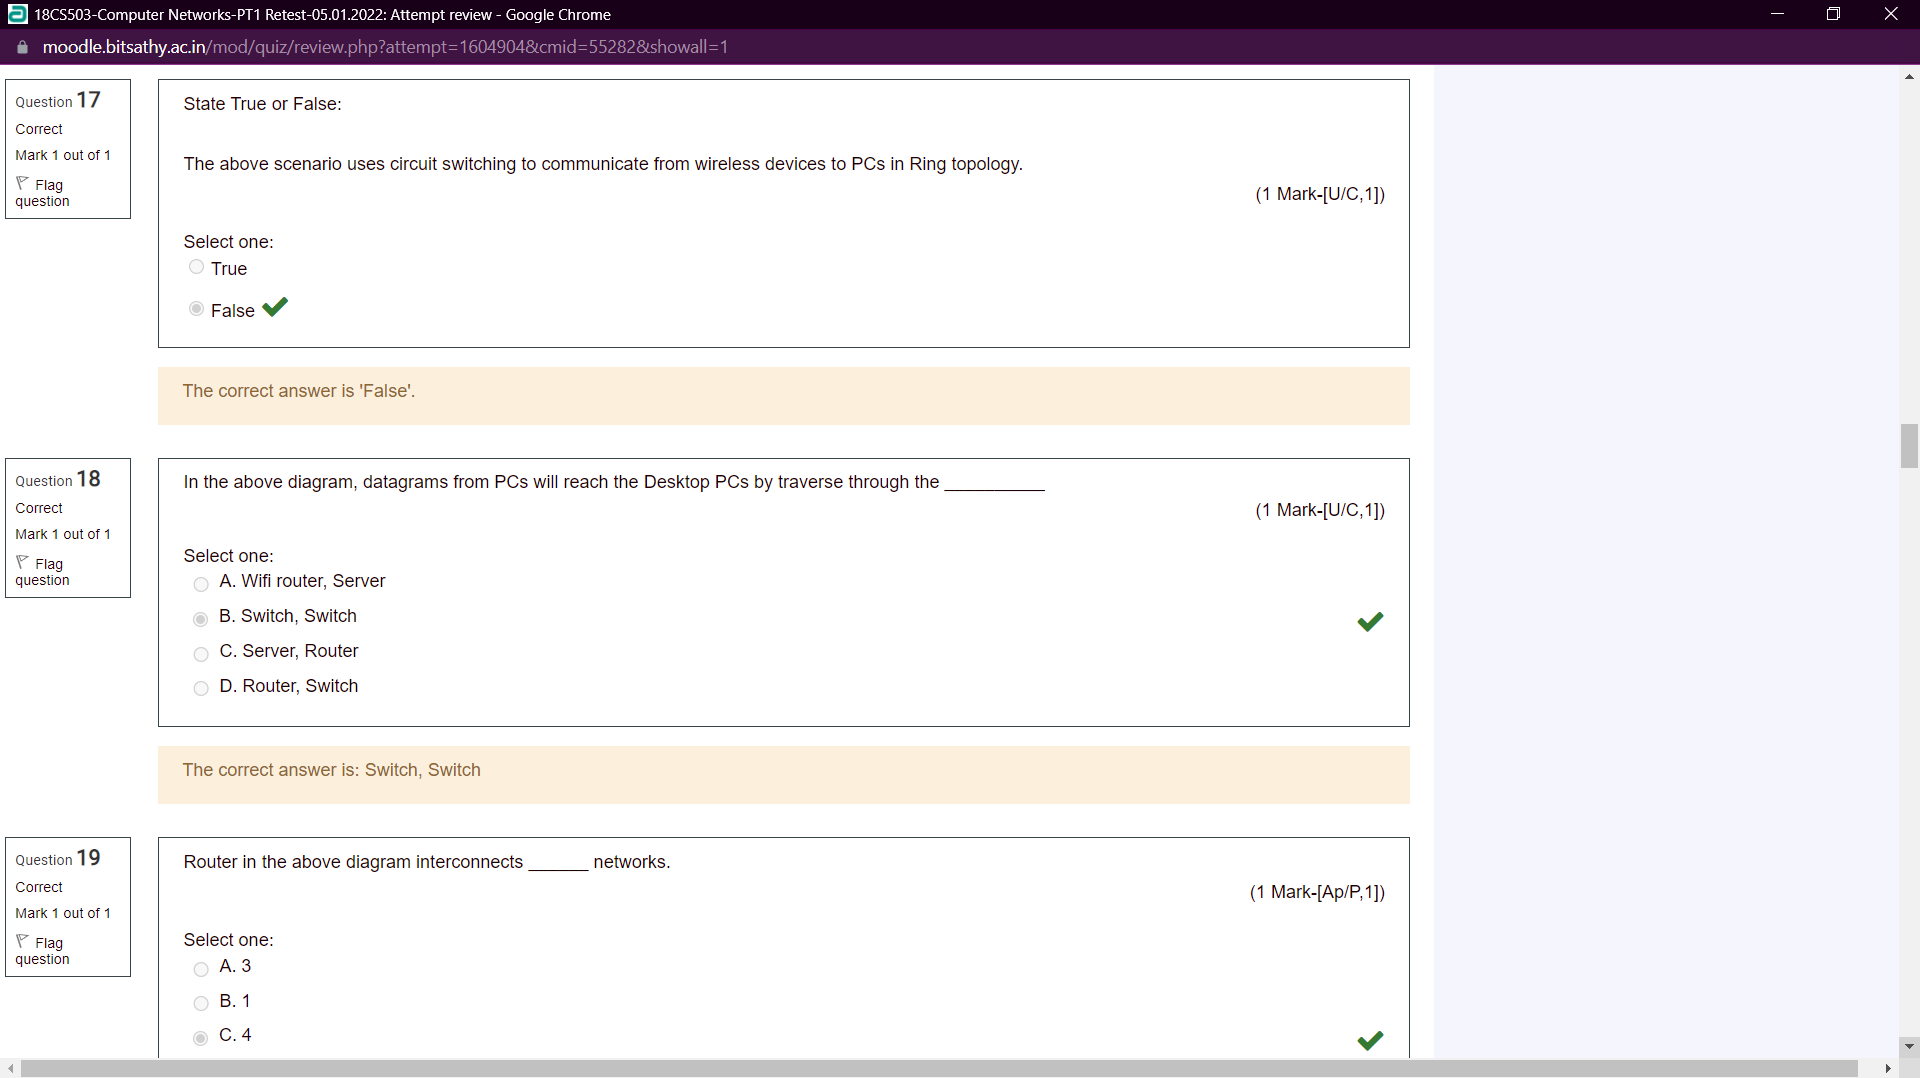 18CS503-Computer Networks-PT1 Retest-05.01.2022: Attempt review - Google Chrome
moodle.bitsathy.ac.in/mod/quiz/review.php?attempt=1604904&cmid=55282&showall=1
Question 17
Correct
Mark 1 out of 1
Flag
question
State True or False:
The above scenario uses circuit switching to communicate from wireless devices to PCs in Ring topology.
(1 Mark-[U/C,1])
Select one:
True
False
The correct answer is 'False'.
Question 18
Correct
Mark 1 out of 1
Flag
question
In the above diagram, datagrams from PCs will reach the Desktop PCs by traverse through the __________
(1 Mark-[U/C,1])
Select one:
A. Wifi router, Server
B. Switch, Switch
C. Server, Router
D. Router, Switch
The correct answer is: Switch, Switch
Question 19
Correct
Mark 1 out of 1
Flag
question
Router in the above diagram interconnects ______ networks.
(1 Mark-[Ap/P,1])
Select one:
A. 3
B. 1
C. 4